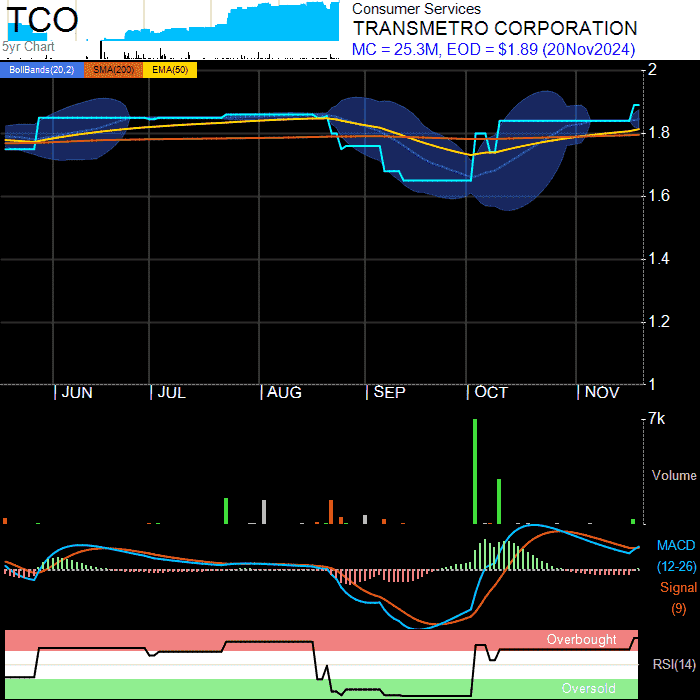 TCO
5yr Chart
Consumer Services
TRANSMETRO CORPORATION
MC = 25.3M, EOD = $1.89 (20Nov2024)
BollBands(20,2) SMA(200) EMA(50)
2
1.8
1.6
1.4
1.2
1
JUN JUL AUG SEP OCT NOV
7k
Volume
MACD
(12-26)
Signal
(9)
Overbought
RSI(14)
Oversold